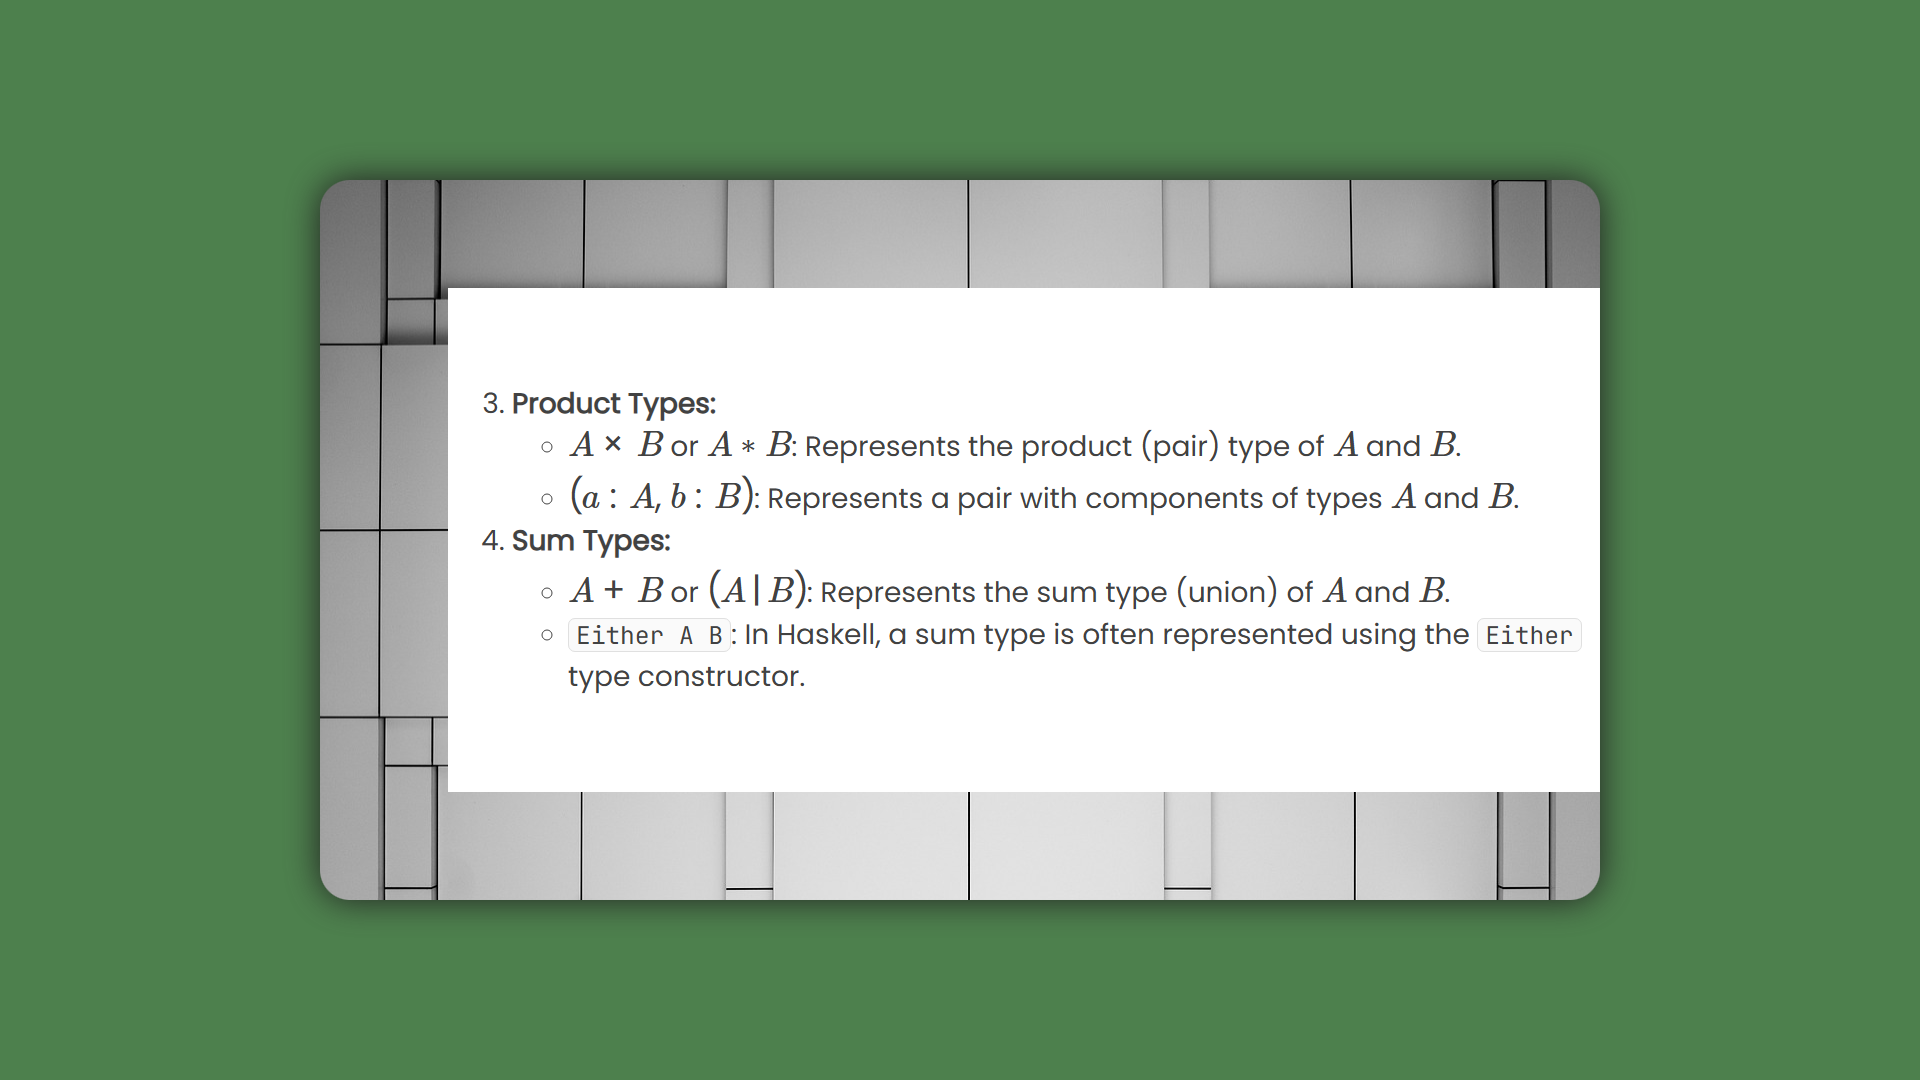 3. Product Types:
○ A × B or A ∗ B: Represents the product (pair) type of A and B.
○ (a : A, b : B): Represents a pair with components of types A and B.
4. Sum Types:
○ A + B or (A | B): Represents the sum type (union) of A and B.
○ Either A B: In Haskell, a sum type is often represented using the Either
type constructor.